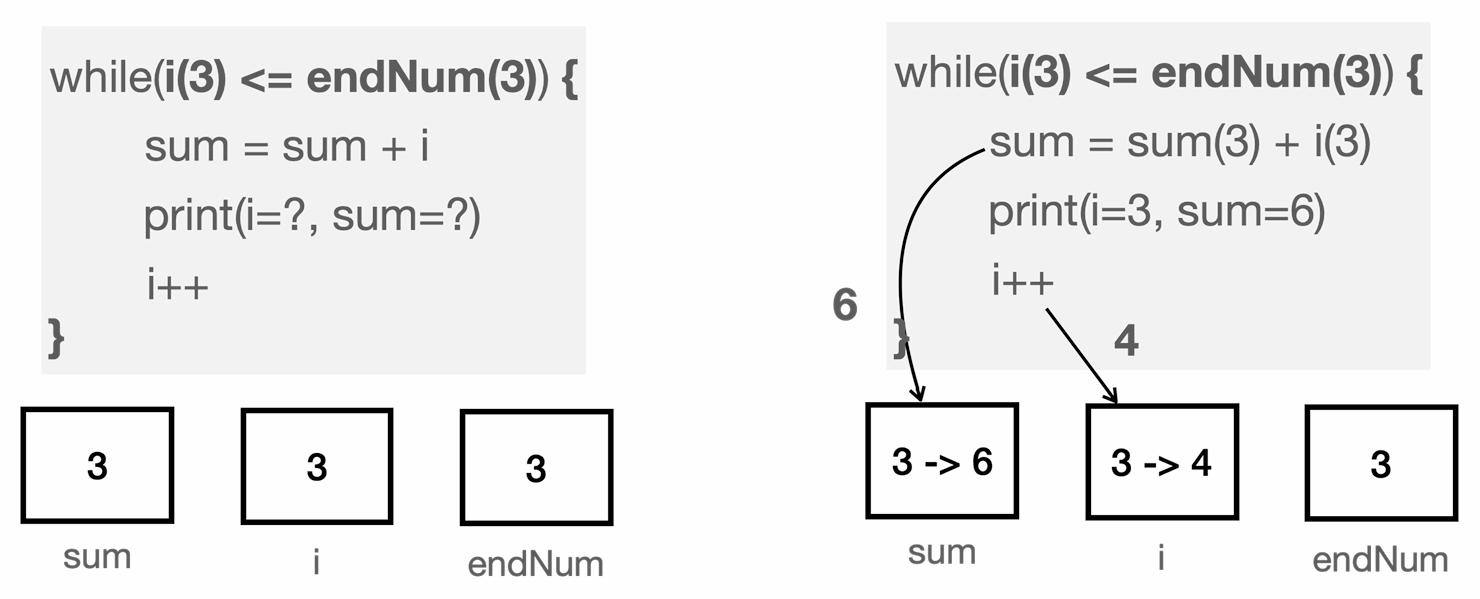 while(i(3) <= endNum(3)) {
sum = sum + i
print(i=?, sum=?)
i++
}
3
3
3
sum
i
endNum
while(i(3) <= endNum(3)) {
sum = sum(3) + i(3)
print(i=3, sum=6)
i++
6
}
4
3 -> 6
3 -> 4
3
sum
i
endNum